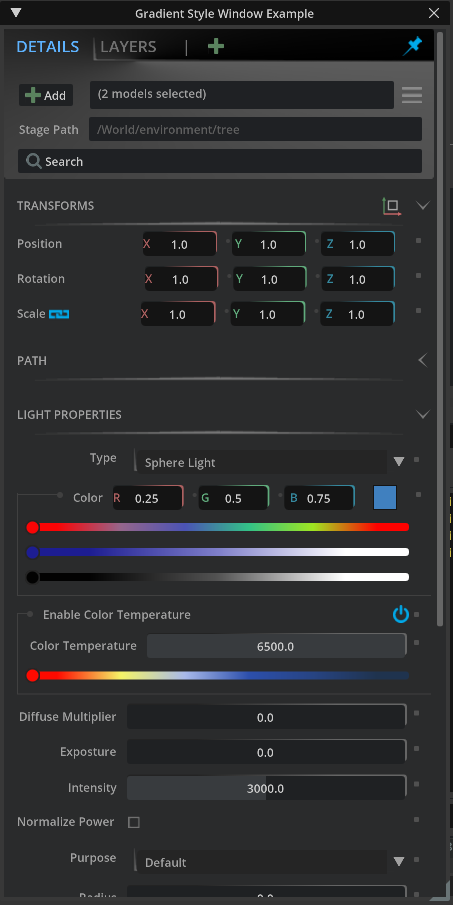 Gradient Style Window Example
DETAILS LAYERS
Add (2 models selected)
Stage Path /World/environment/tree
Search
TRANSFORMS
Position X 1.0 Y 1.0 Z 1.0
Rotation X 1.0 Y 1.0 Z 1.0
Scale X 1.0 Y 1.0 Z 1.0
PATH
LIGHT PROPERTIES
Type Sphere Light
Color R 0.25 G 0.5 B 0.75
Enable Color Temperature
Color Temperature 6500.0
Diffuse Multiplier 0.0
Exposure 0.0
Intensity 3000.0
Normalize Power
Purpose Default
Radius 0.0